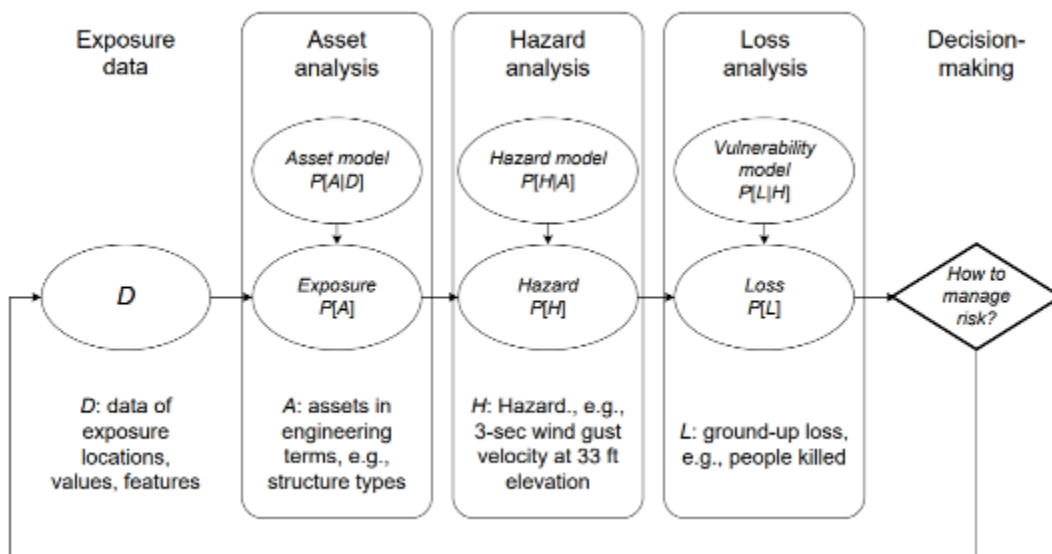 Exposure
data
Asset
analysis
Hazard
analysis
Loss
analysis
Decision-
making
Asset model
P[A|D]
Hazard model
P[H|A]
Vulnerability
model
P[L|H]
D
Exposure
P[A]
Hazard
P[H]
Loss
P[L]
How to
manage
risk?
D: data of
exposure
locations,
values, features
A: assets in
engineering
terms, e.g.,
structure types
H: Hazard., e.g.,
3-sec wind gust
velocity at 33 ft
elevation
L: ground-up loss,
e.g., people killed